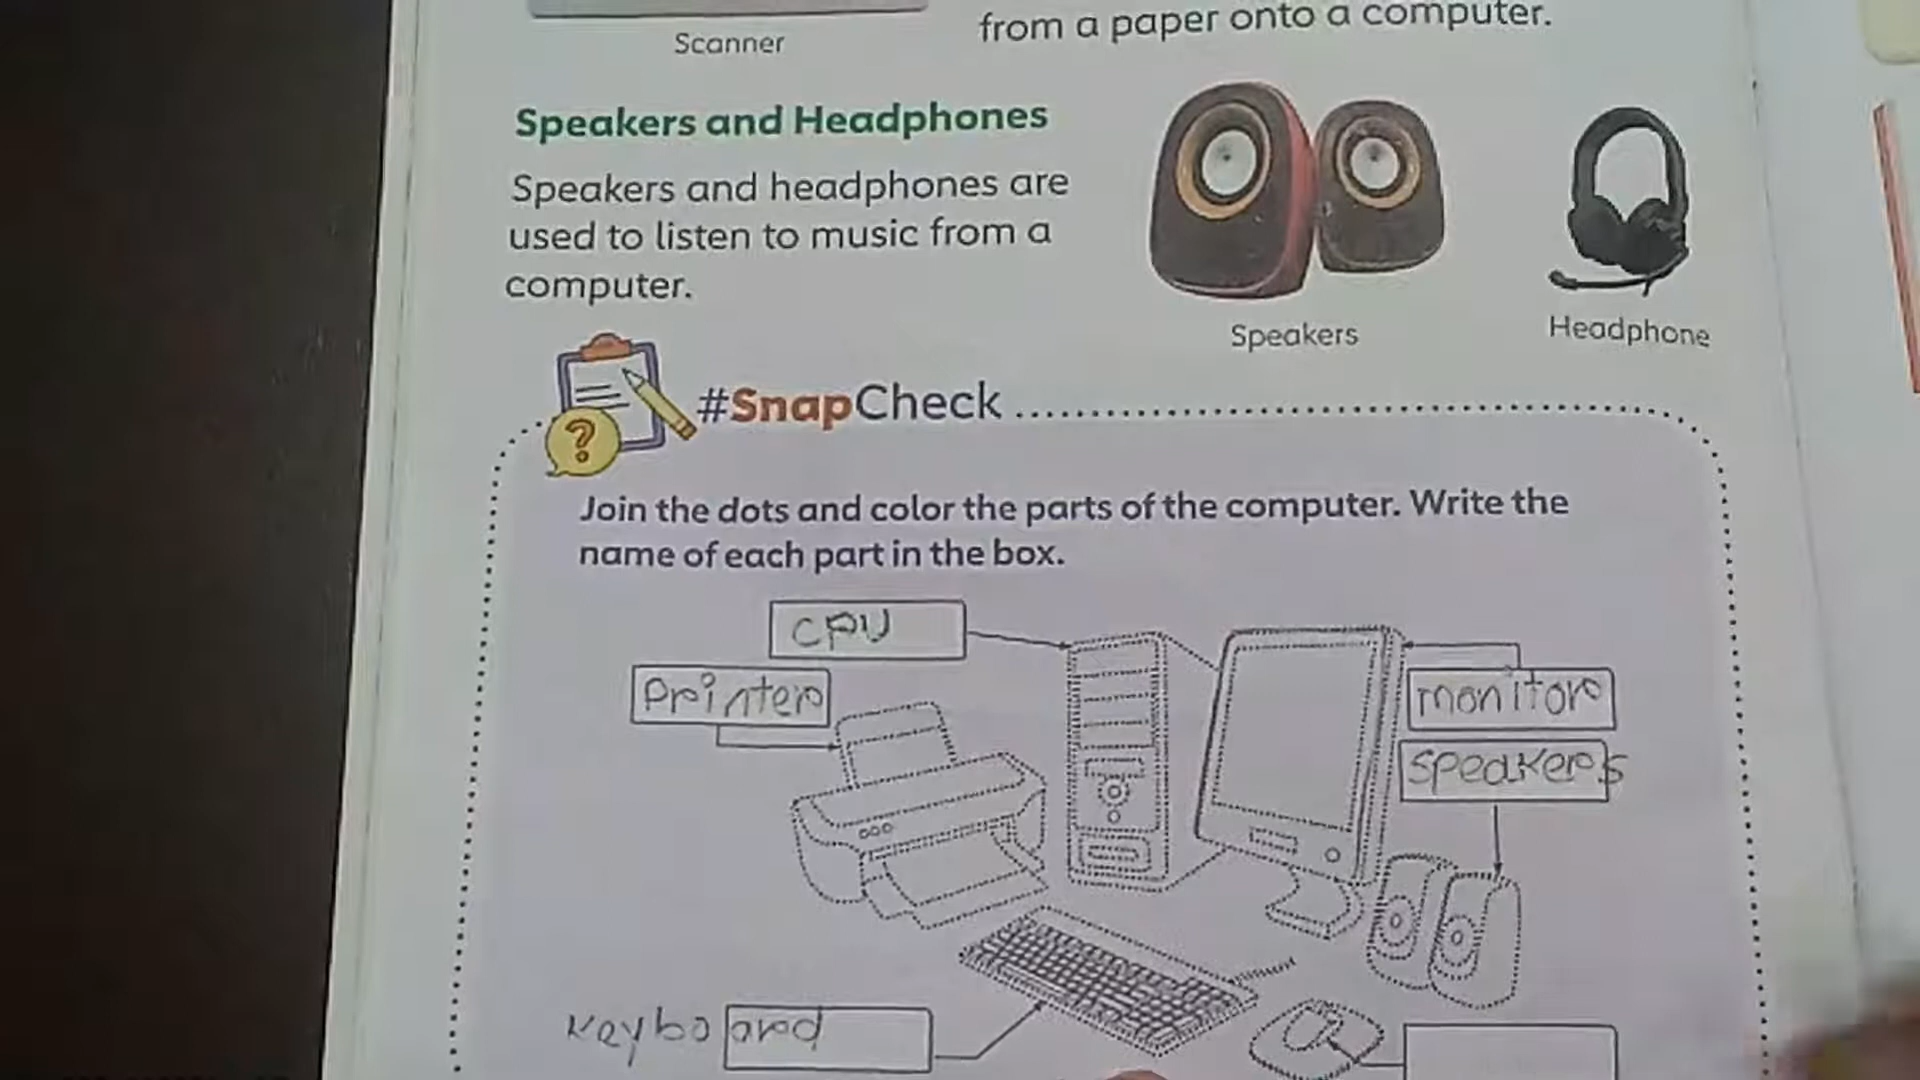 from a paper onto a computer.
Scanner
Speakers and Headphones
Speakers and headphones are
used to listen to music from a
computer.
Speakers
Headphone
?
#SnapCheck
Join the dots and color the parts of the computer. Write the
name of each part in the box.
CPU
Printer
monitor
speakers
keyboard